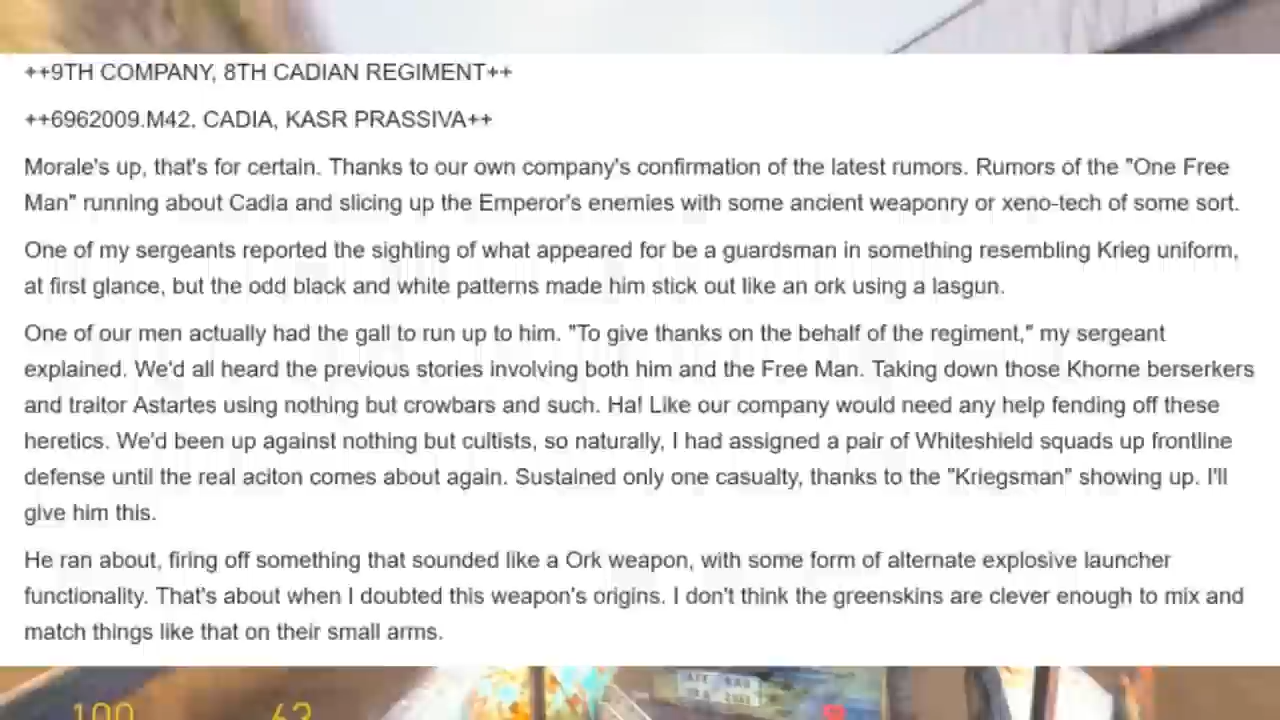 ++9TH COMPANY, 8TH CADIAN REGIMENT++
++6962009.M42. CADIA, KASR PRASSIVA++
Morale's up, that's for certain. Thanks to our own company's confirmation of the latest rumors. Rumors of the "One Free
Man" running about Cadia and slicing up the Emperor's enemies with some ancient weaponry or xeno-tech of some sort.
One of my sergeants reported the sighting of what appeared for be a guardsman in something resembling Krieg uniform,
at first glance, but the odd black and white patterns made him stick out like an ork using a lasgun.
One of our men actually had the gall to run up to him. "To give thanks on the behalf of the regiment," my sergeant
explained. We'd all heard the previous stories involving both him and the Free Man. Taking down those Khorne berserkers
and traitor Astartes using nothing but crowbars and such. Ha! Like our company would need any help fending off these
heretics. We'd been up against nothing but cultists, so naturally, I had assigned a pair of Whiteshield squads up frontline
defense until the real aciton comes about again. Sustained only one casualty, thanks to the "Kriegsman" showing up. I'll
give him this.
He ran about, firing off something that sounded like a Ork weapon, with some form of alternate explosive launcher
functionality. That's about when I doubted this weapon's origins. I don't think the greenskins are clever enough to mix and
match things like that on their small arms.
100 63